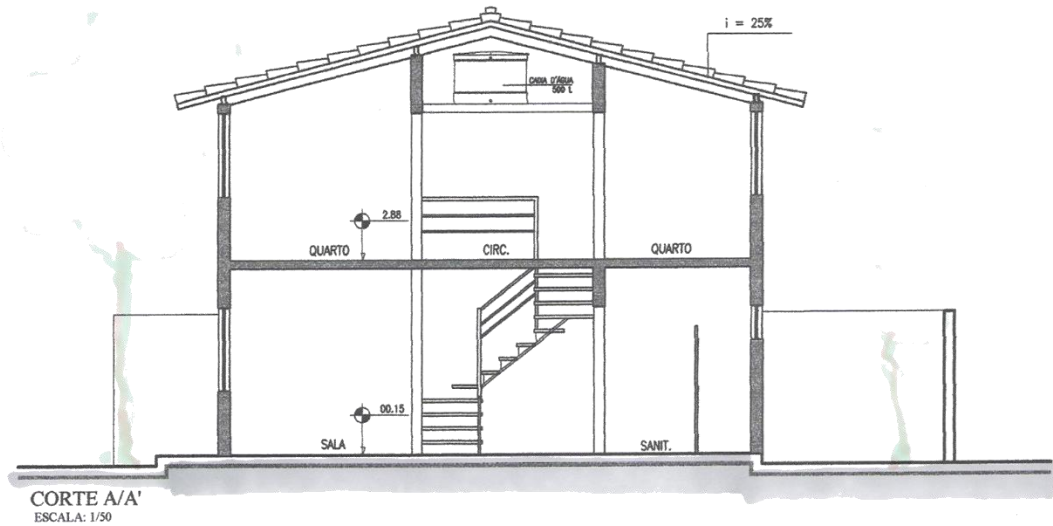 i = 25%
CAIXA D'ÁGUA
500 L
2.88
QUARTO
CIRC.
QUARTO
00.15
SALA
SANIT.
CORTE A/A'
ESCALA: 1/50